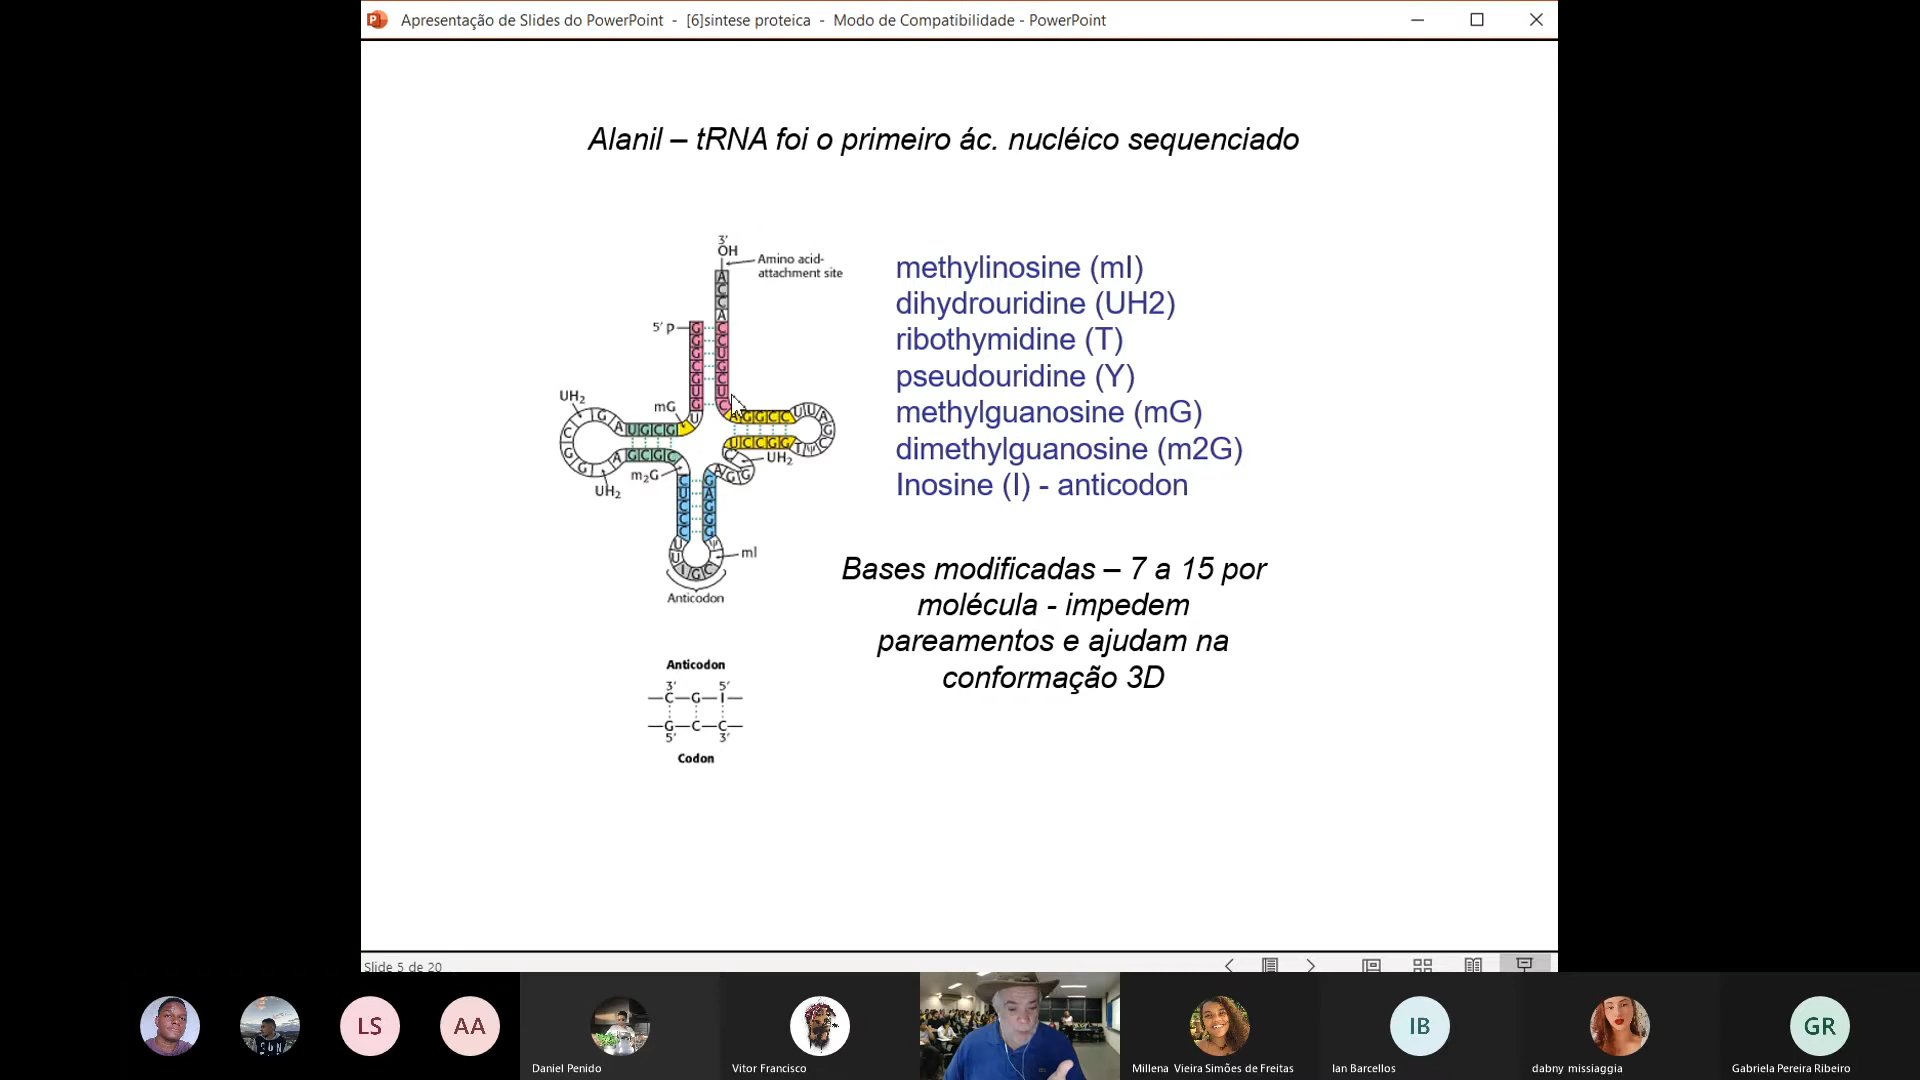 Apresentação de Slides do PowerPoint - [6]sintese proteica - Modo de Compatibilidade - PowerPoint
Alanil – tRNA foi o primeiro ác. nucléico sequenciado
3′
OH
Amino acid-
attachment site
5′ p
UH2
mG
UH2
m2G
UH2
mI
Anticodon
methylinosine (mI)
dihydrouridine (UH2)
ribothymidine (T)
pseudouridine (Y)
methylguanosine (mG)
dimethylguanosine (m2G)
Inosine (I) - anticodon
Bases modificadas – 7 a 15 por
molécula - impedem
pareamentos e ajudam na
conformação 3D
Anticodon
3′ 5′
—C—G—I—
—G—C—C—
5′ 3′
Codon
Slide 5 de 20
LS
AA
IB
GR
Daniel Penido
Vitor Francisco
Millena Vieira Simões de Freitas
Ian Barcellos
dabny missiaggia
Gabriela Pereira Ribeiro